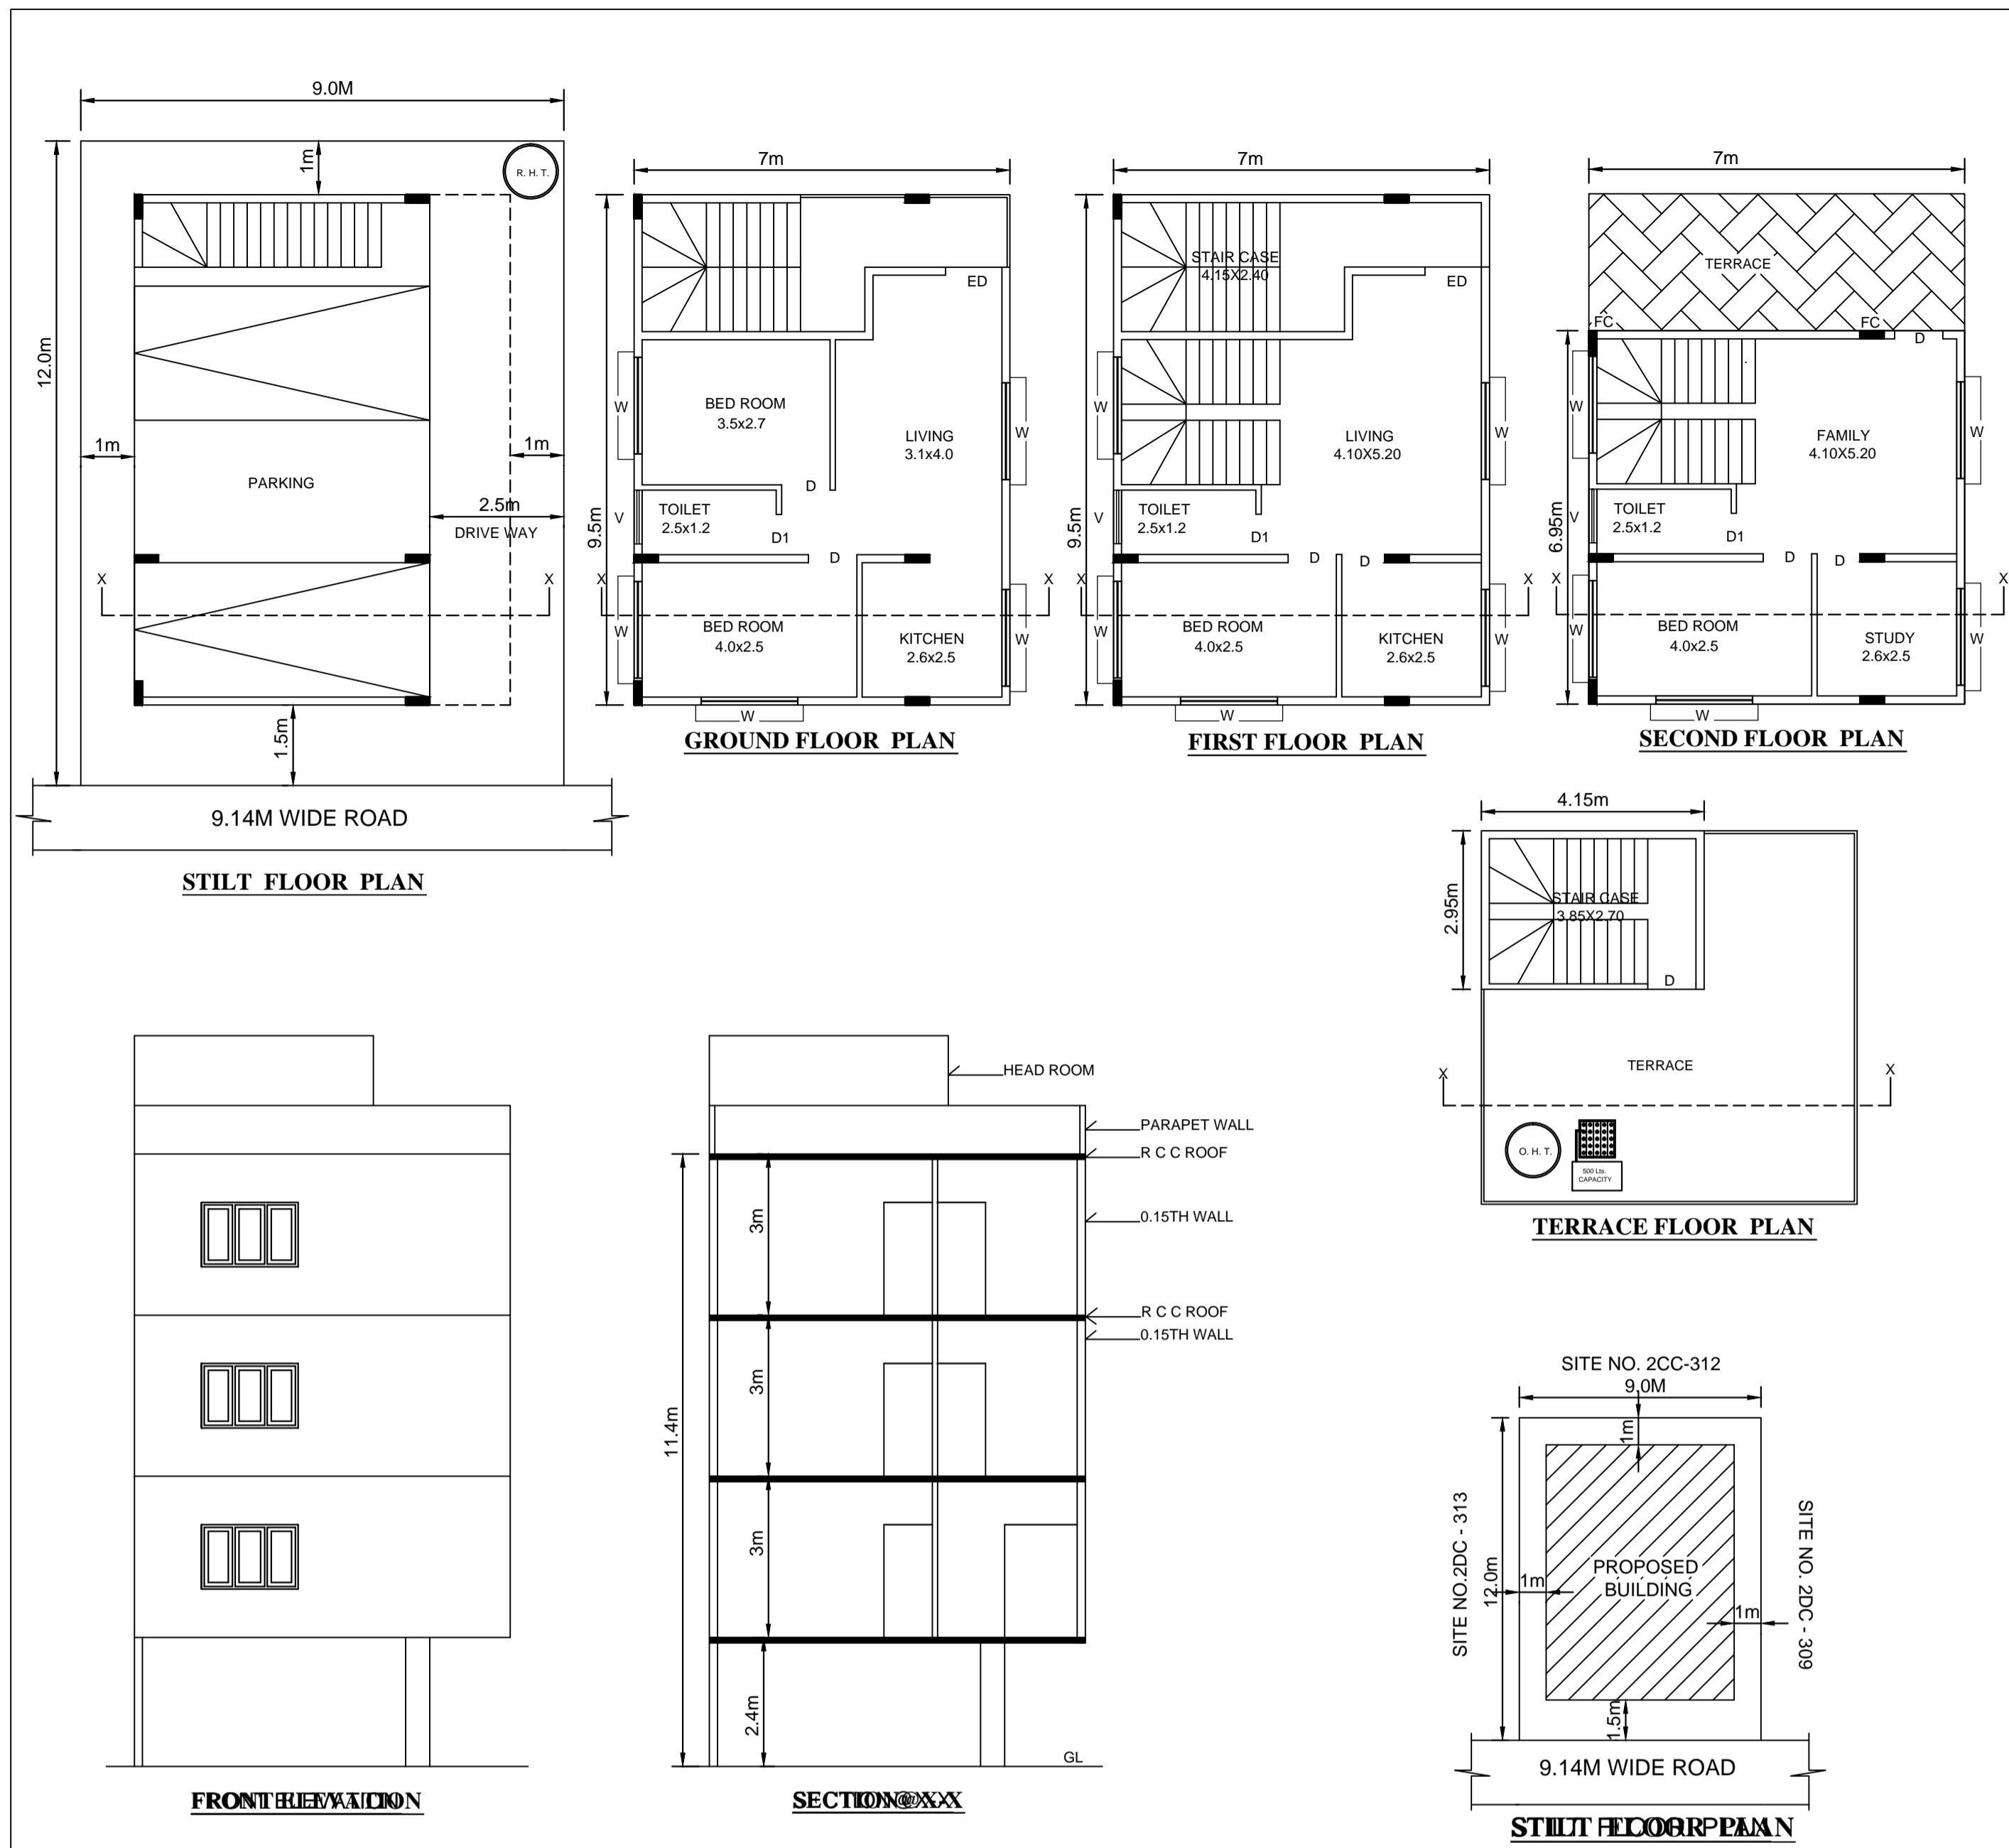 9.0M
1m
R. H. T.
12.0m
1m
1m
PARKING
2.5m
DRIVE WAY
X
X
1.5m
9.14M WIDE ROAD
STILT FLOOR PLAN
7m
9.5m
ED
BED ROOM
3.5x2.7
W
LIVING
3.1x4.0
W
D
V
TOILET
2.5x1.2
D1
D
X
X
W
BED ROOM
4.0x2.5
KITCHEN
2.6x2.5
W
W
GROUND FLOOR PLAN
7m
9.5m
STAIR CASE
4.15X2.40
ED
W
LIVING
4.10X5.20
W
V
TOILET
2.5x1.2
D1
D
D
X
X
W
BED ROOM
4.0x2.5
KITCHEN
2.6x2.5
W
W
FIRST FLOOR PLAN
7m
TERRACE
FC
FC
D
6.95m
W
FAMILY
4.10X5.20
W
V
TOILET
2.5x1.2
D1
D
D
X
X
W
BED ROOM
4.0x2.5
STUDY
2.6x2.5
W
W
SECOND FLOOR PLAN
4.15m
2.95m
STAIR CASE
3.85X2.70
D
TERRACE
X
X
O. H. T.
500 Lts.
CAPACITY
TERRACE FLOOR PLAN
FRONT ELEVATION
HEAD ROOM
PARAPET WALL
R C C ROOF
3m
0.15TH WALL
R C C ROOF
0.15TH WALL
3m
11.4m
3m
2.4m
GL
SECTION@X-X
SITE NO. 2CC-312
9.0M
1m
SITE NO.2DC - 313
12.0m
1m
PROPOSED
BUILDING
1m
SITE NO. 2DC - 309
1.5m
9.14M WIDE ROAD
STILT FLOOR PLAN